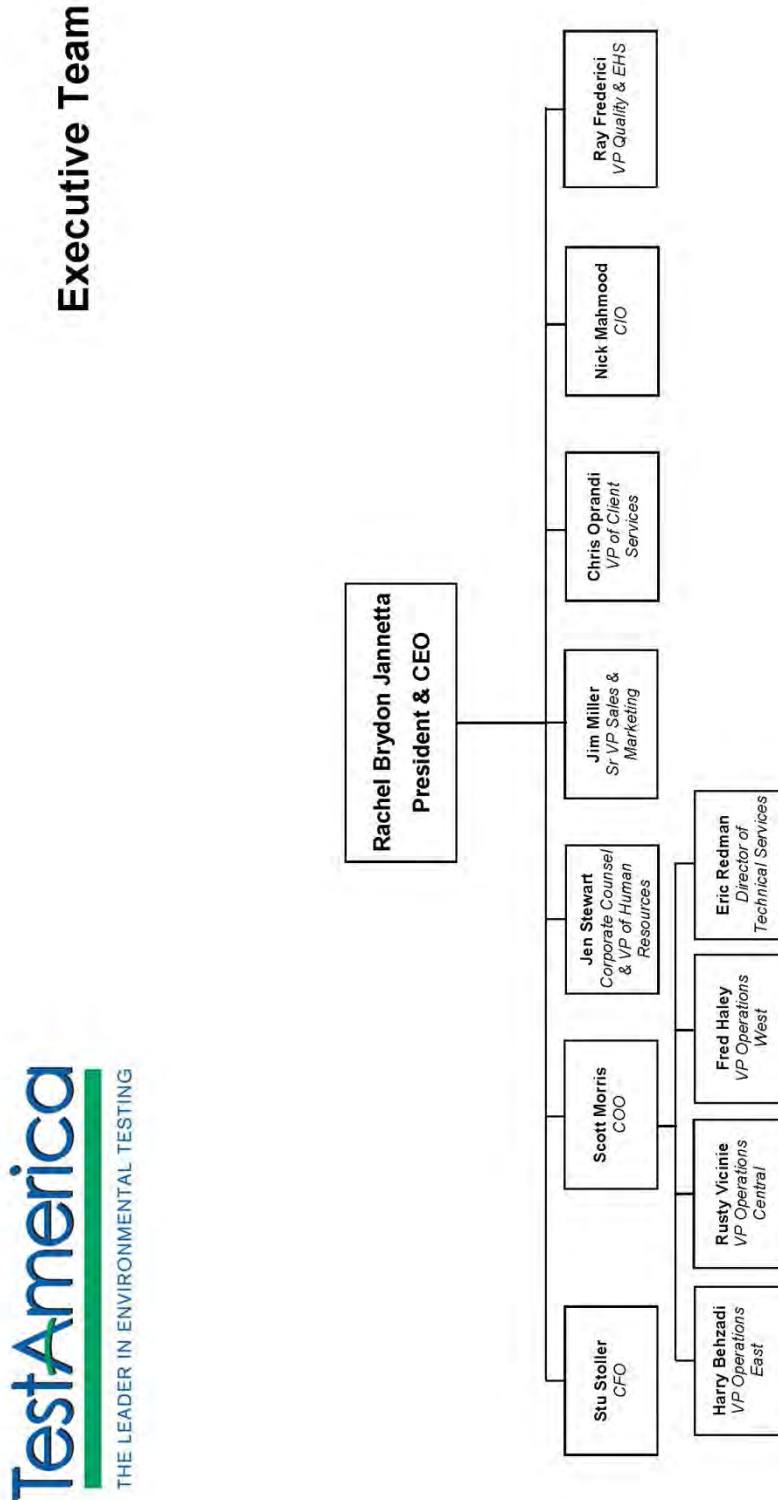 TestAmerica
THE LEADER IN ENVIRONMENTAL TESTING
Executive Team
Rachel Brydon Jannetta
President & CEO
Stu Stoller
CFO
Scott Morris
COO
Jen Stewart
Corporate Counsel
& VP of Human
Resources
Jim Miller
Sr VP Sales &
Marketing
Chris Oprandi
VP of Client
Services
Nick Mahmood
CIO
Ray Frederici
VP Quality & EHS
Harry Behzadi
VP Operations
East
Rusty Vicinie
VP Operations
Central
Fred Haley
VP Operations
West
Eric Redman
Director of
Technical Services